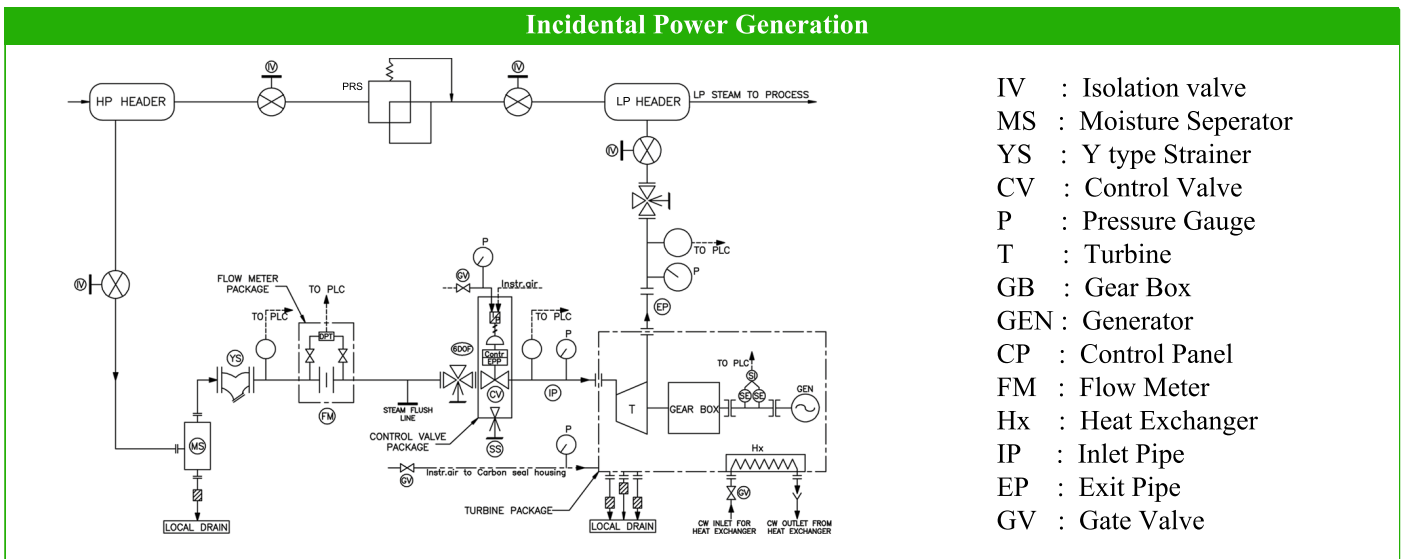 Incidental Power Generation
IV
IV
PRS
HP HEADER
LP HEADER
LP STEAM TO PROCESS
IV
TO PLC
P
EP
IV
FLOW METER
PACKAGE
TO PLC
TO PLC
DPT
YS
FM
STEAM FLUSH
LINE
P
GV
Instr.air
6DOF
Contr
EPP
CV
SS
CONTROL VALVE
PACKAGE
TO PLC
P
IP
P
GV
Instr.air to Carbon seal housing
TURBINE PACKAGE
T
GEAR BOX
TO PLC
SI
SE
SE
GEN
Hx
GV
CW INLET FOR
HEAT EXCHANGER
CW OUTLET FROM
HEAT EXCHANGER
LOCAL DRAIN
MS
LOCAL DRAIN
IV : Isolation valve
MS : Moisture Seperator
YS : Y type Strainer
CV : Control Valve
P : Pressure Gauge
T : Turbine
GB : Gear Box
GEN : Generator
CP : Control Panel
FM : Flow Meter
Hx : Heat Exchanger
IP : Inlet Pipe
EP : Exit Pipe
GV : Gate Valve